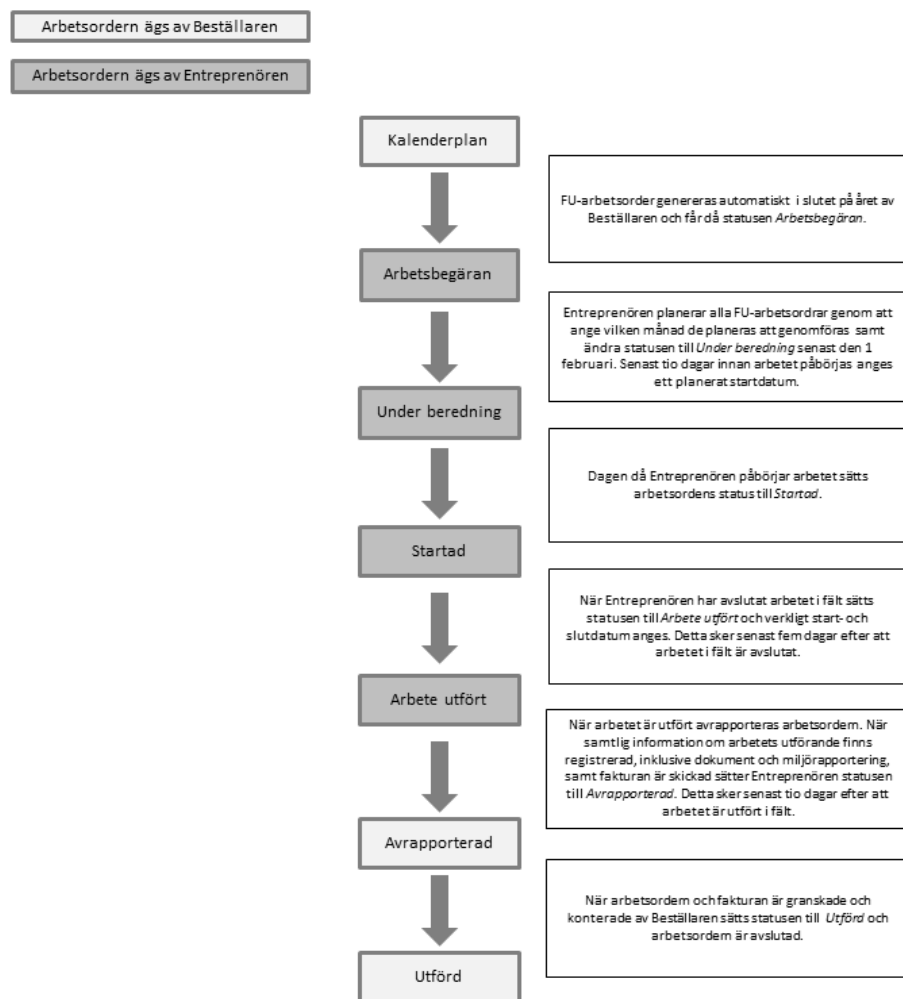 Arbetsordern ägs av Beställaren
Arbetsordern ägs av Entreprenören
Kalenderplan
FU-arbetsorder genereras automatiskt i slutet på året av
Beställaren och får då statusen Arbetsbegäran.
Arbetsbegäran
Entreprenören planerar alla FU-arbetsordrar genom att
ange vilken månad de planeras att genomföras samt
ändra statusen till Under beredning senast den 1
februari. Senast tio dagar innan arbetet påbörjas anges
ett planerat startdatum.
Under beredning
Dagen då Entreprenören påbörjar arbetet sätts
arbetsordens status till Startad.
Startad
När Entreprenören har avslutat arbetet i fält sätts
statusen till Arbete utfört och verkligt start- och
slutdatum anges. Detta sker senast fem dagar efter att
arbetet i fält är avslutat.
Arbete utfört
När arbetet är utfört avrapporteras arbetsordern. När
samtlig information om arbetets utförande finns
registrerad, inklusive dokument och miljörapportering,
samt fakturan är skickad sätter Entreprenören statusen
till Avrapporterad. Detta sker senast tio dagar efter att
arbetet är utfört i fält.
Avrapporterad
När arbetsordern och fakturan är granskade och
konterade av Beställaren sätts statusen till Utförd och
arbetsordern är avslutad.
Utförd